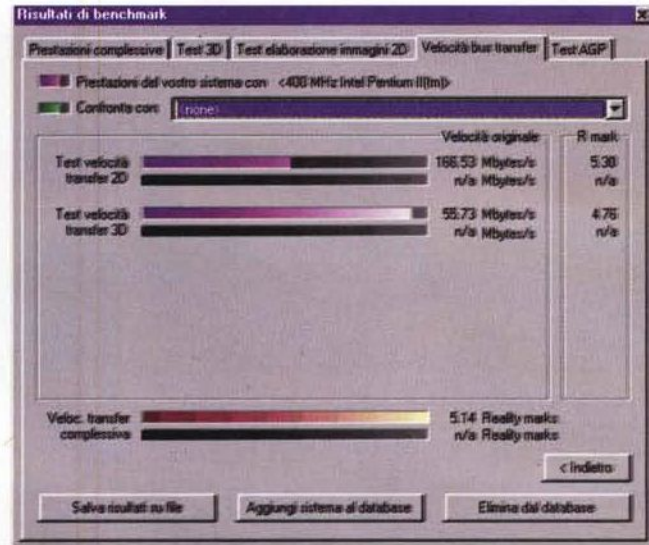 Risultati di benchmark
Prestazioni complessive Test 3D Test elaborazione immagini 2D Velocità bus transfer Test AGP
Prestazioni del vostro sistema con: <400 MHz Intel Pentium II(tm)>
Confronta con: <none>
Velocità originale R mark
Test velocità transfer 2D 166.53 Mbytes/s 5.30
n/a Mbytes/s n/a
Test velocità transfer 3D 55.73 Mbytes/s 4.76
n/a Mbytes/s n/a
Veloc. transfer complessiva 5.14 Reality marks
n/a Reality marks
< Indietro
Salva risultati su file Aggiungi sistema al database Elimina dal database